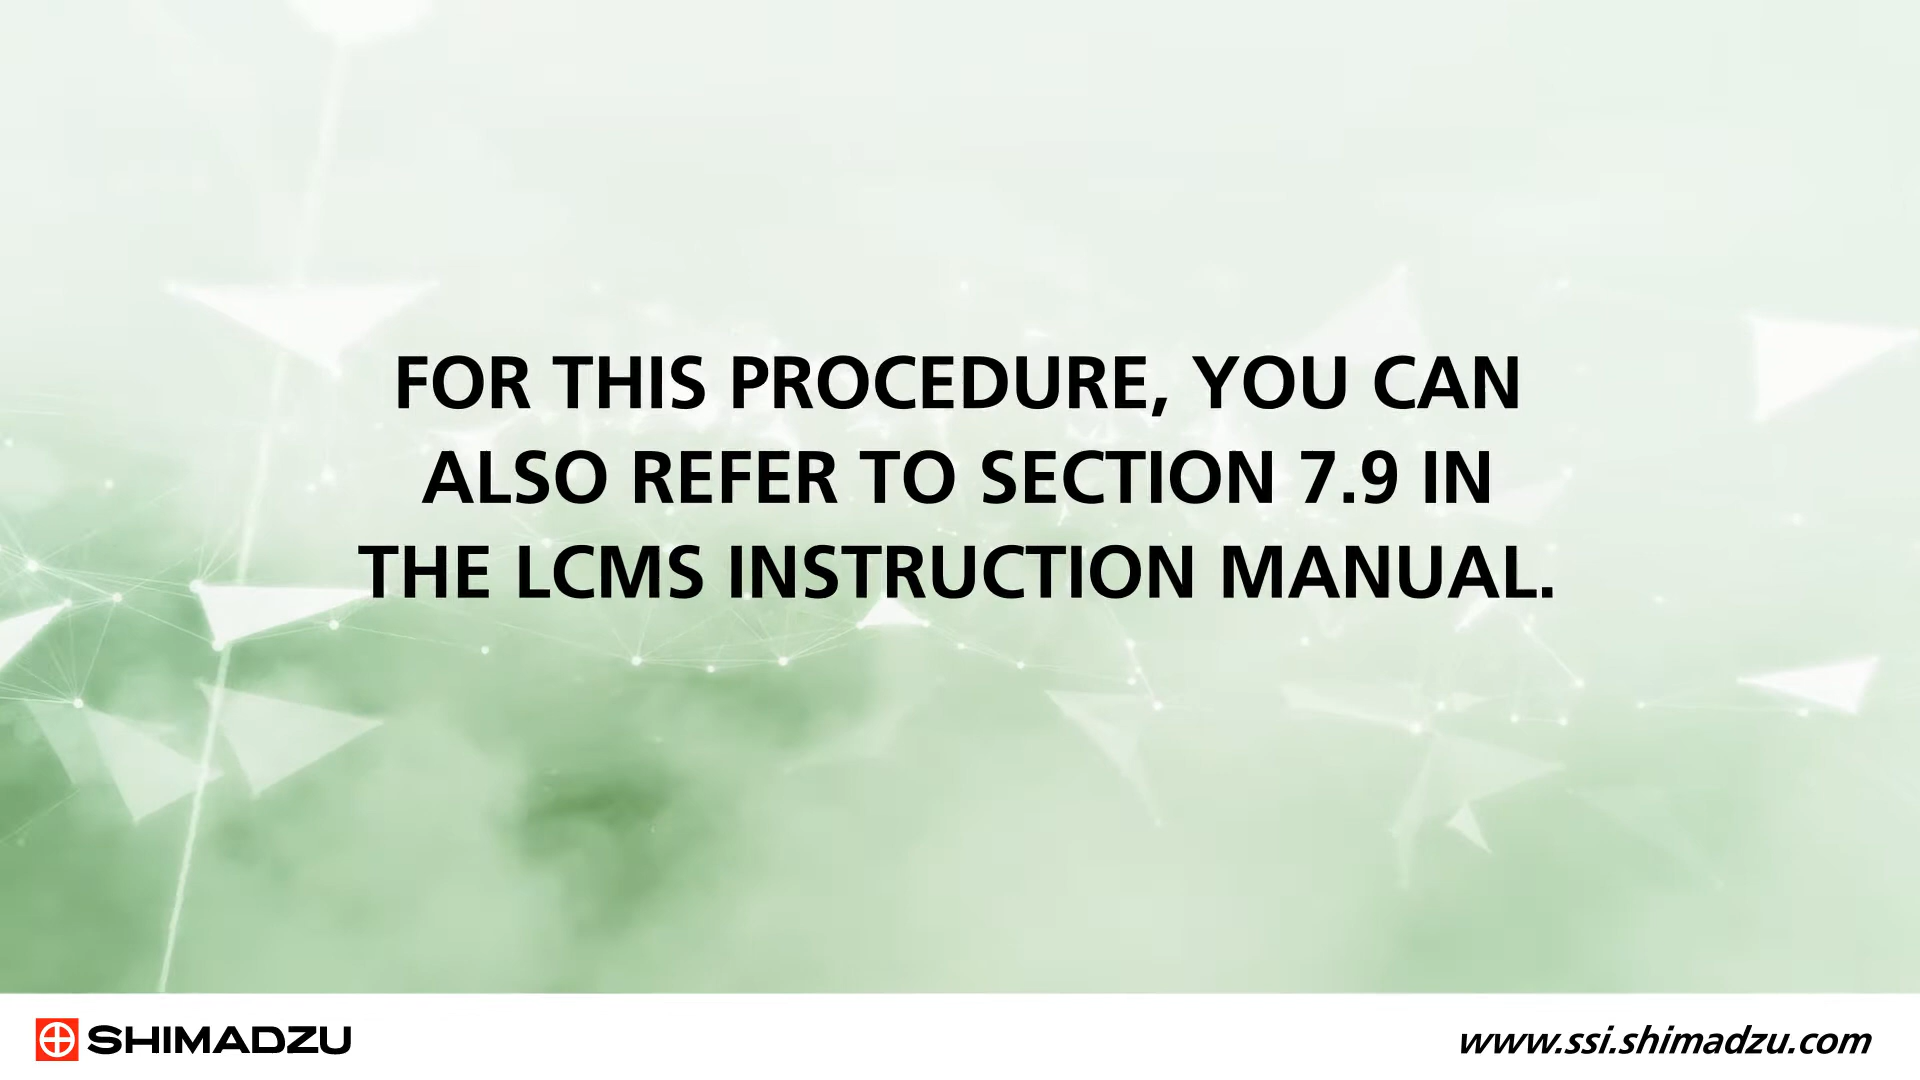 FOR THIS PROCEDURE, YOU CAN
ALSO REFER TO SECTION 7.9 IN
THE LCMS INSTRUCTION MANUAL.
SHIMADZU
www.ssi.shimadzu.com